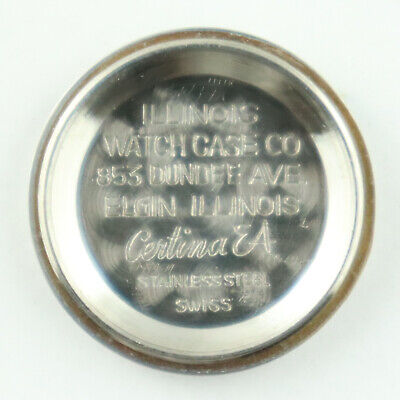 ILLINOIS
WATCH CASE CO
853 DUNDEE AVE.
ELGIN ILLINOIS
Certina EA
STAINLESS STEEL
SWISS